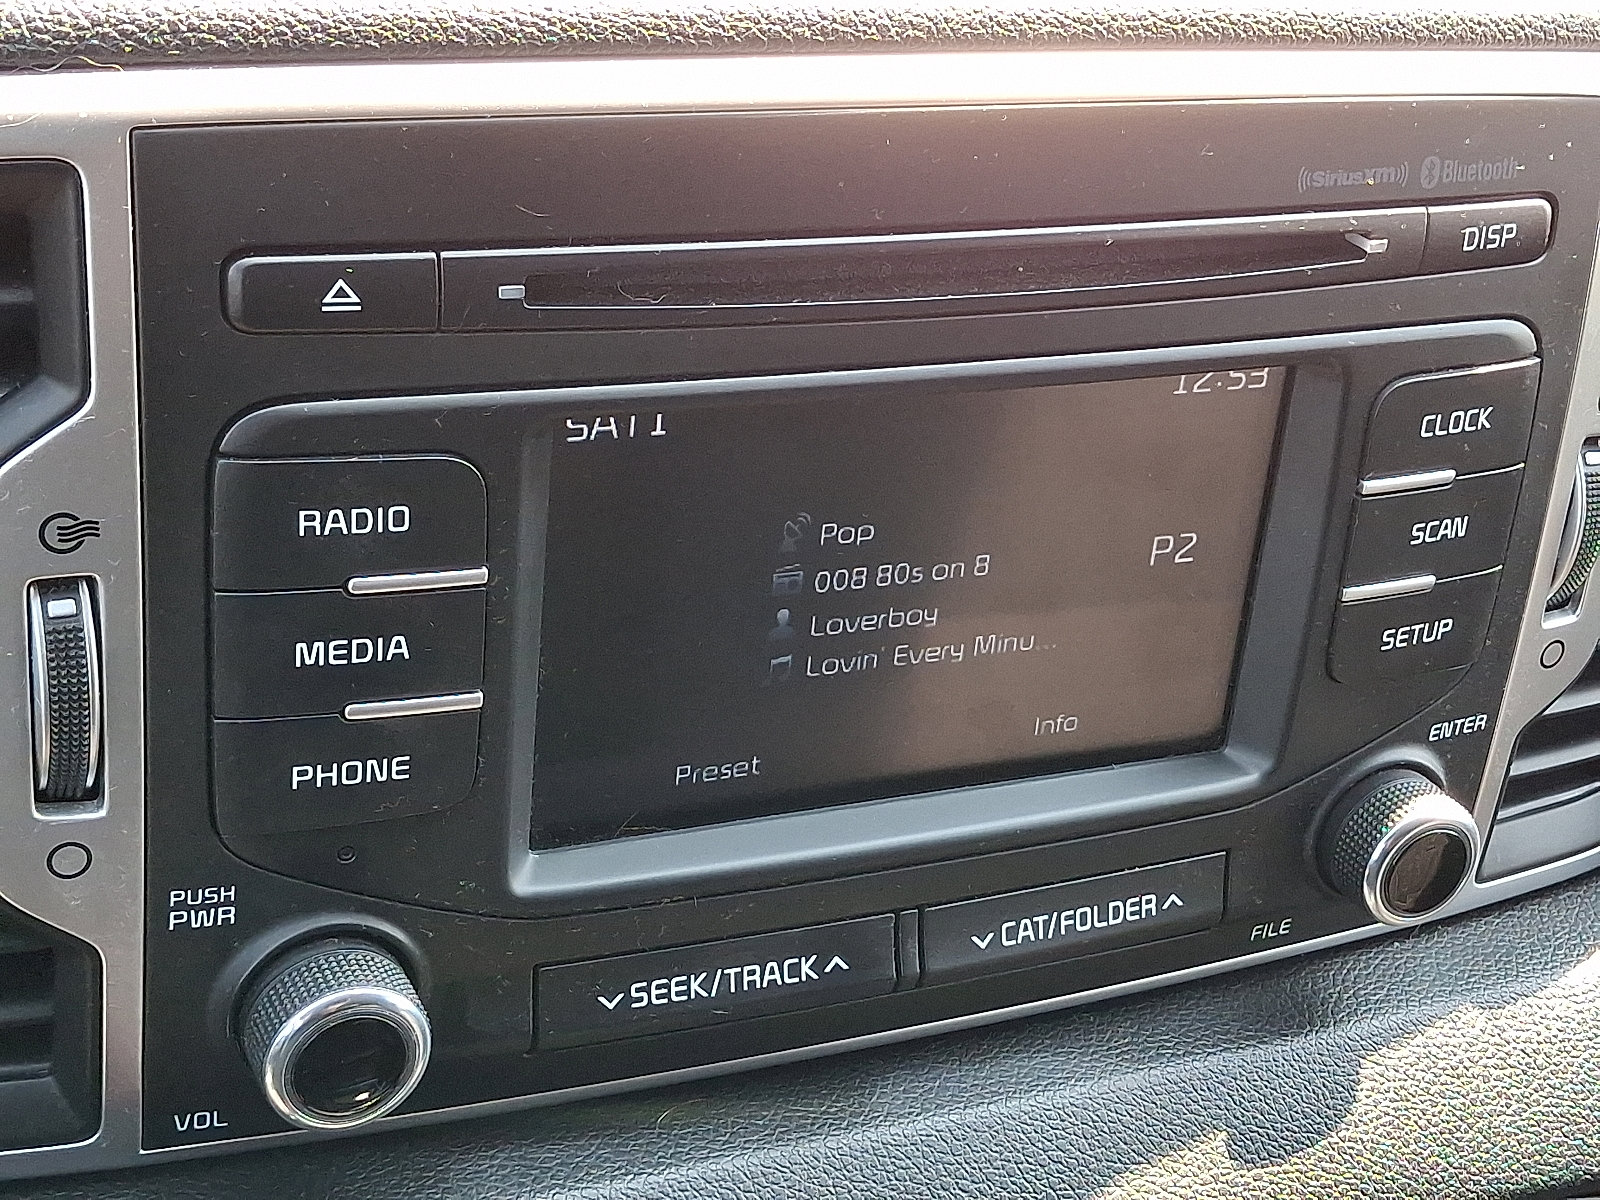 SiriusXM Bluetooth
DISP
SAT1 12:53
RADIO
MEDIA
PHONE
Pop
008 80s on 8
Loverboy
Lovin' Every Minu...
P2
Info
Preset
CLOCK
SCAN
SETUP
ENTER
PUSH
PWR
VOL
SEEK/TRACK
CAT/FOLDER
FILE